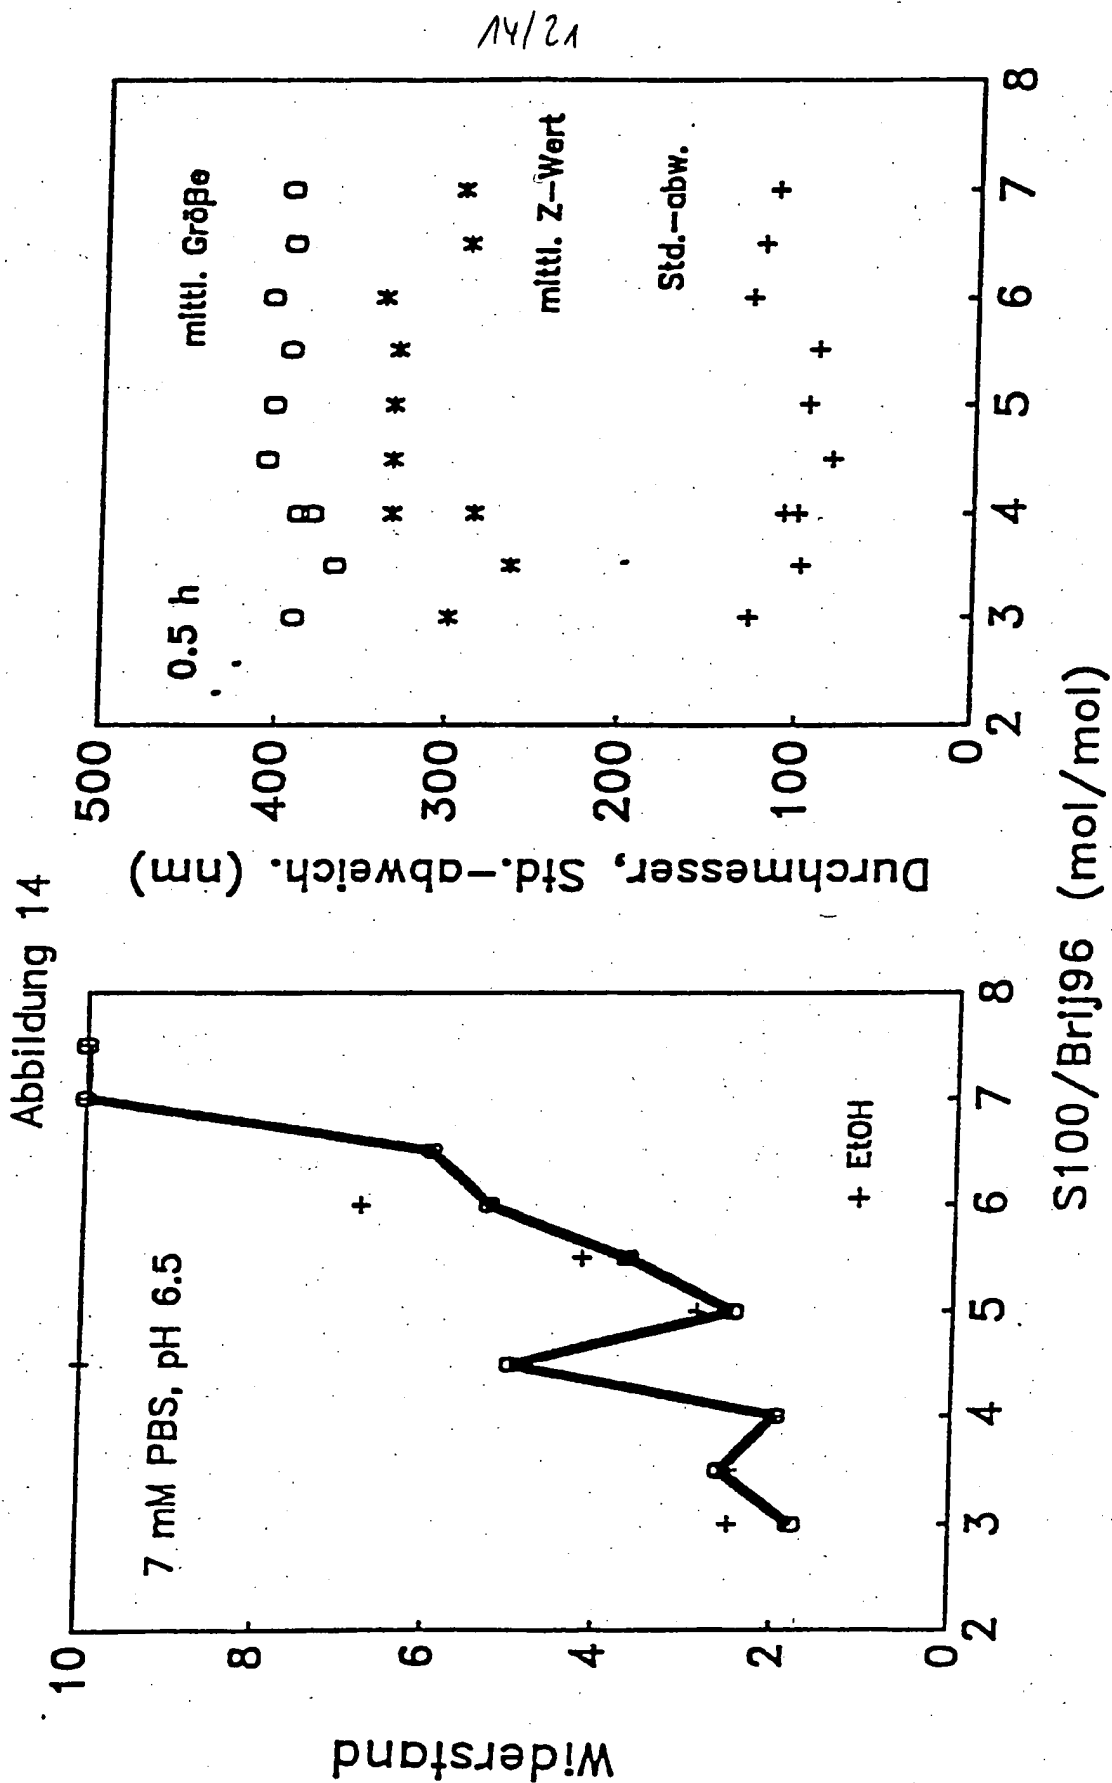 14/21
Abbildung 14
Widerstand
10
8
6
4
2
0
7 mM PBS, pH 6.5
+ EtOH
2
3
4
5
6
7
8
Durchmesser, Std.-abweich. (nm)
500
400
300
200
100
0
0.5 h
mittl. Größe
mittl. Z-Wert
Std.-abw.
2
3
4
5
6
7
8
S100/Brij96 (mol/mol)